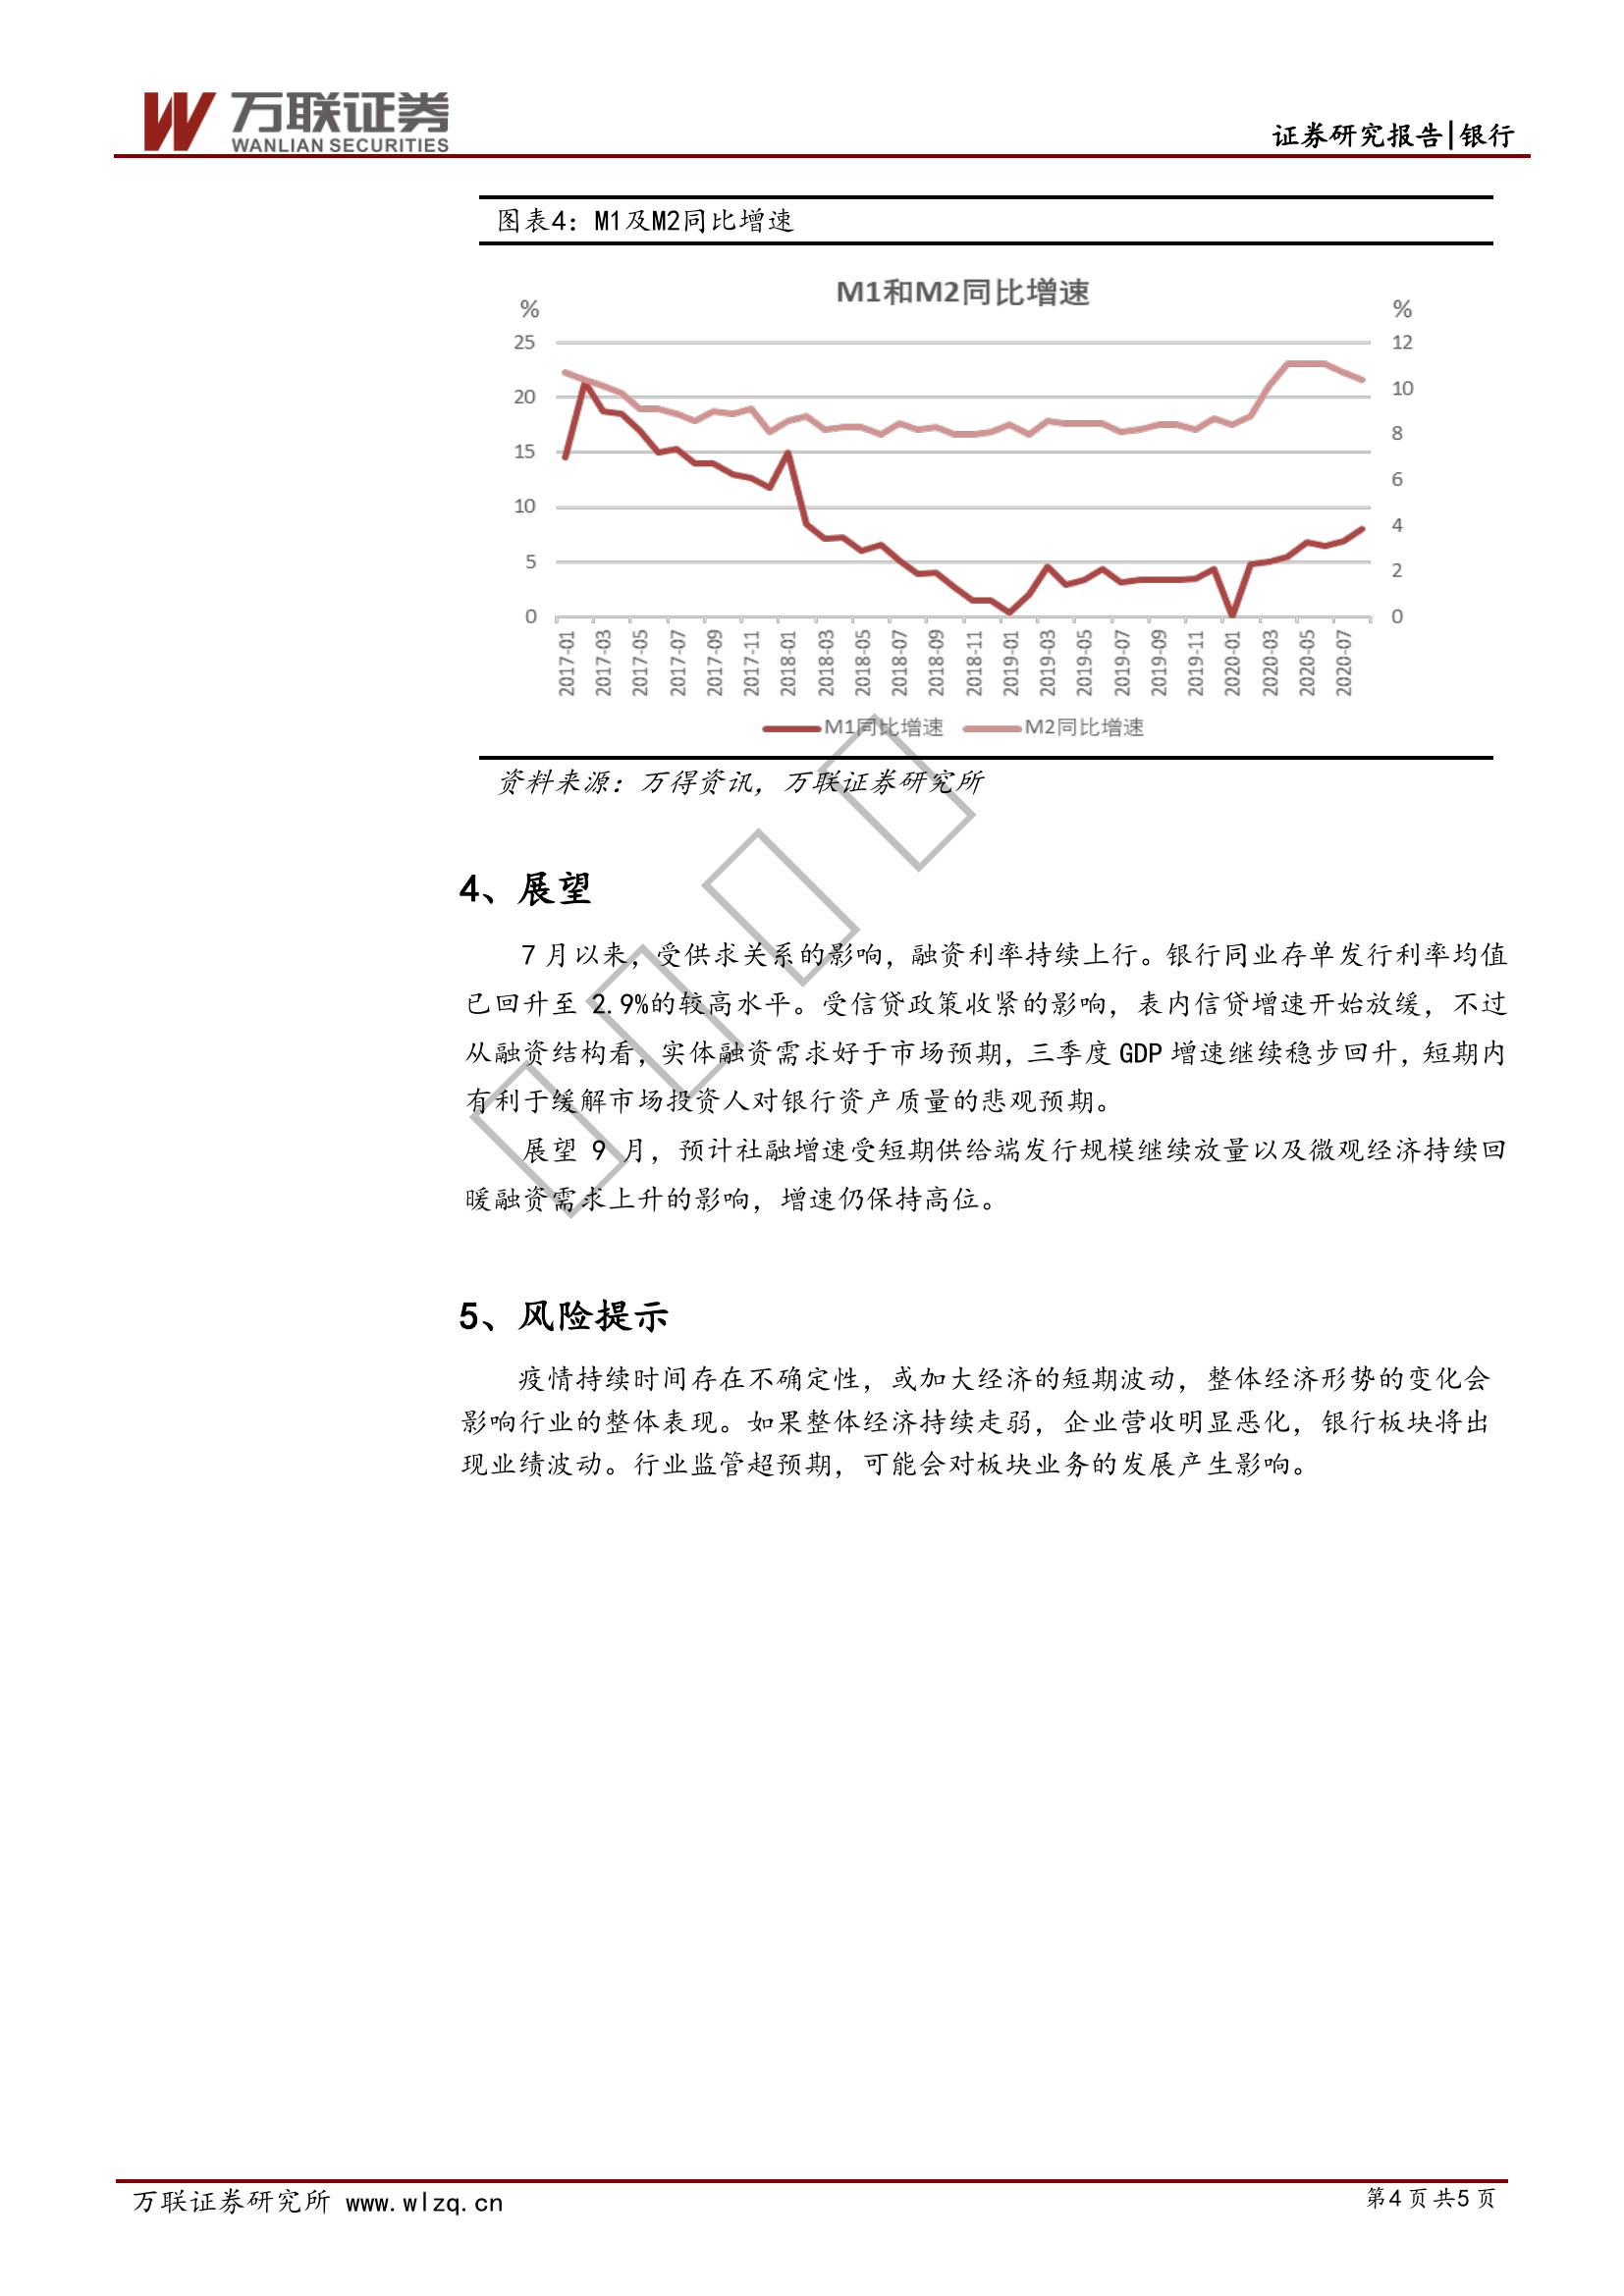 万联证券
WANLIAN SECURITIES
证券研究报告|银行
图表4：M1及M2同比增速
M1和M2同比增速
% %
25 12
20 10
15 8
10 6
5 4
0 2
0
2017-01 2017-03 2017-05 2017-07 2017-09 2017-11 2018-01 2018-03 2018-05 2018-07 2018-09 2018-11 2019-01 2019-03 2019-05 2019-07 2019-09 2019-11 2020-01 2020-03 2020-05 2020-07
M1同比增速 M2同比增速
资料来源：万得资讯，万联证券研究所
4、展望
7 月以来，受供求关系的影响，融资利率持续上行。银行同业存单发行利率均值
已回升至 2.9%的较高水平。受信贷政策收紧的影响，表内信贷增速开始放缓，不过
从融资结构看，实体融资需求好于市场预期，三季度 GDP 增速继续稳步回升，短期内
有利于缓解市场投资人对银行资产质量的悲观预期。
展望 9 月，预计社融增速受短期供给端发行规模继续放量以及微观经济持续回
暖融资需求上升的影响，增速仍保持高位。
5、风险提示
疫情持续时间存在不确定性，或加大经济的短期波动，整体经济形势的变化会
影响行业的整体表现。如果整体经济持续走弱，企业营收明显恶化，银行板块将出
现业绩波动。行业监管超预期，可能会对板块业务的发展产生影响。
万联证券研究所 www.wlzq.cn
第4页共5页